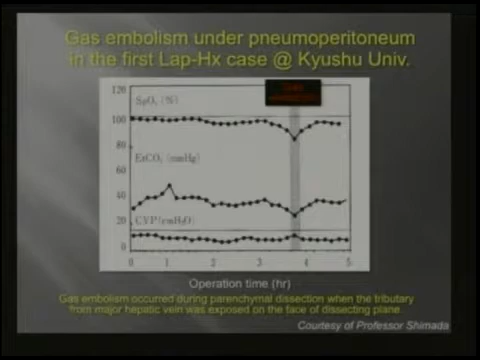 Gas embolism under pneumoperitoneum
in the first Lap-Hx case @ Kyushu Univ.
120
SpO₂ (%)
100
80
EtCO₂ (mmHg)
60
40
20
CVP (cmH₂O)
0
0 1 2 3 4 5
Operation time (hr)
Gas embolism occurred during parenchymal dissection when the tributary
from major hepatic vein was exposed on the face of dissecting plane.
Courtesy of Professor Shimada